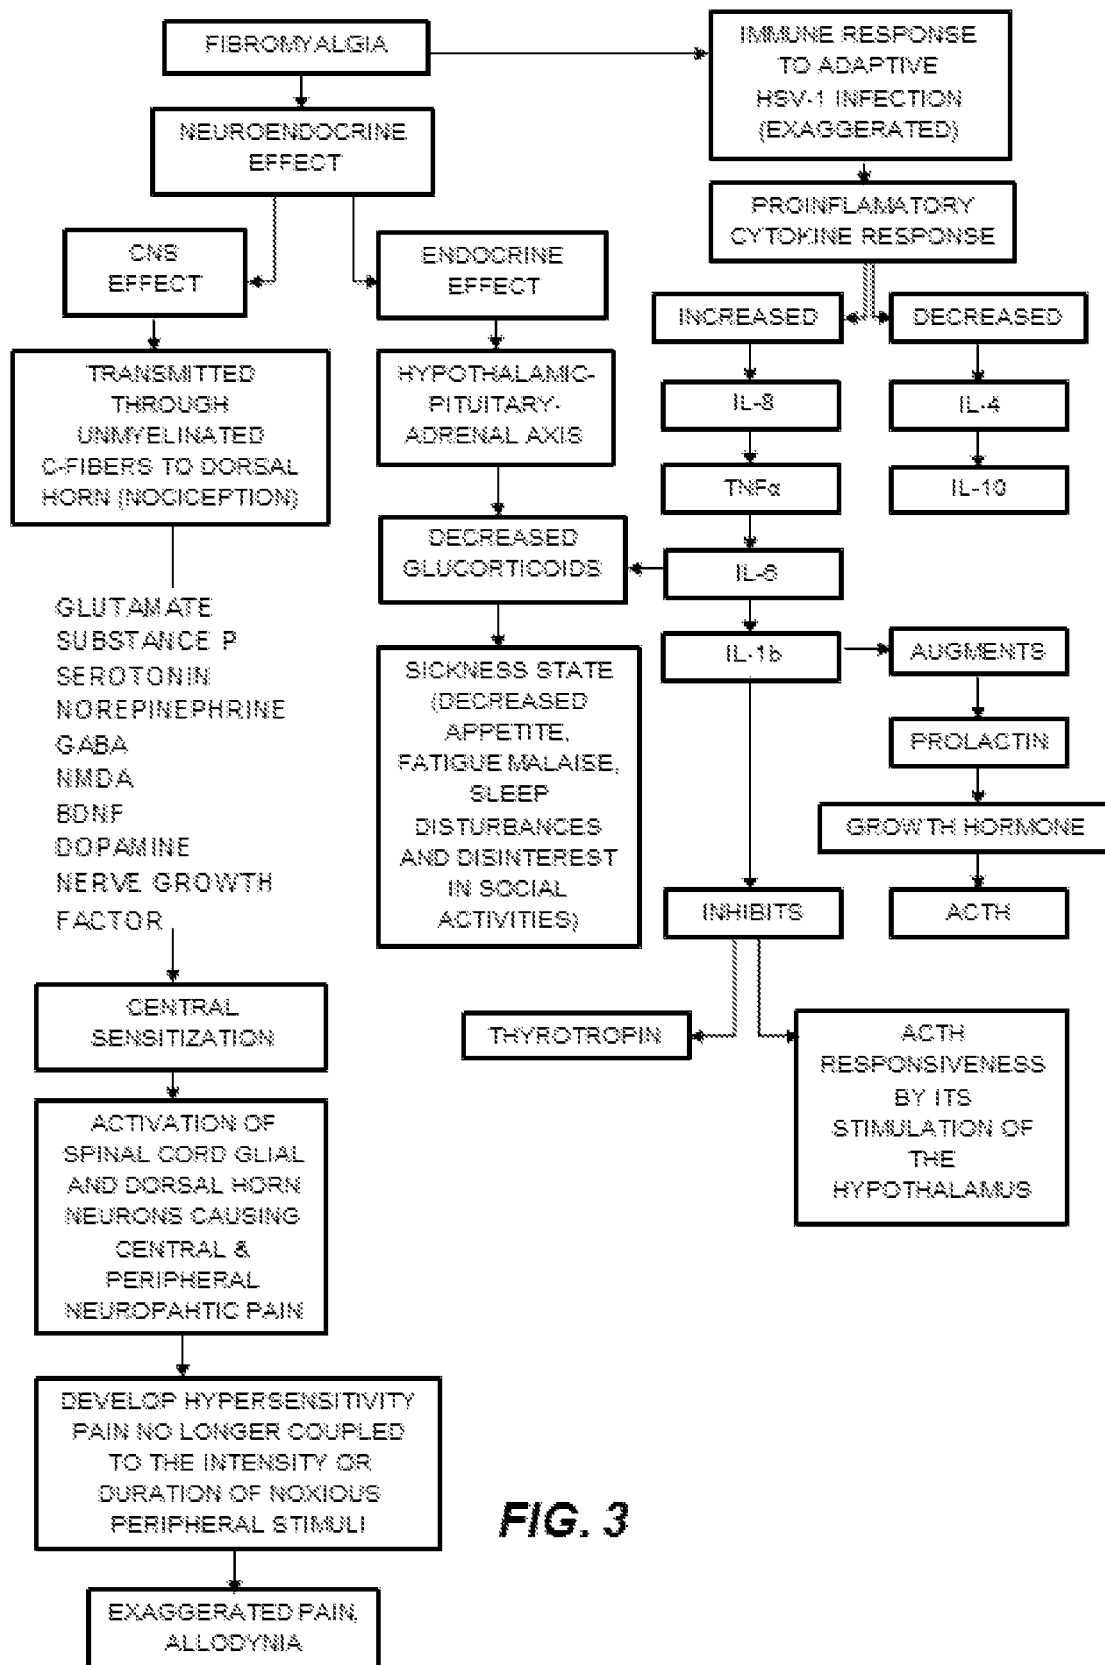 FIBROMYALGIA
IMMUNE RESPONSE
TO ADAPTIVE
HSV-1 INFECTION
(EXAGGERATED)
NEUROENDOCRINE
EFFECT
PROINFLAMATORY
CYTOKINE RESPONSE
CNS
EFFECT
ENDOCRINE
EFFECT
INCREASED
DECREASED
TRANSMITTED
THROUGH
UNMYELINATED
C-FIBERS TO DORSAL
HORN (NOCICEPTION)
HYPOTHALAMIC-
PITUITARY-
ADRENAL AXIS
IL-8
IL-4
TNFα
IL-10
DECREASED
GLUCORTICOIDS
IL-6
IL-1b
AUGMENTS
GLUTAMATE
SUBSTANCE P
SEROTONIN
NOREPINEPHRINE
GABA
NMDA
BDNF
DOPAMINE
NERVE GROWTH
FACTOR
SICKNESS STATE
(DECREASED
APPETITE,
FATIGUE MALAISE,
SLEEP
DISTURBANCES
AND DISINTEREST
IN SOCIAL
ACTIVITIES)
PROLACTIN
GROWTH HORMONE
INHIBITS
ACTH
CENTRAL
SENSITIZATION
THYROTROPIN
ACTH
RESPONSIVENESS
BY ITS
STIMULATION OF
THE
HYPOTHALAMUS
ACTIVATION OF
SPINAL CORD GLIAL
AND DORSAL HORN
NEURONS CAUSING
CENTRAL &
PERIPHERAL
NEUROPAHTIC PAIN
DEVELOP HYPERSENSITIVITY
PAIN NO LONGER COUPLED
TO THE INTENSITY OR
DURATION OF NOXIOUS
PERIPHERAL STIMULI
FIG. 3
EXAGGERATED PAIN,
ALLODYNIA